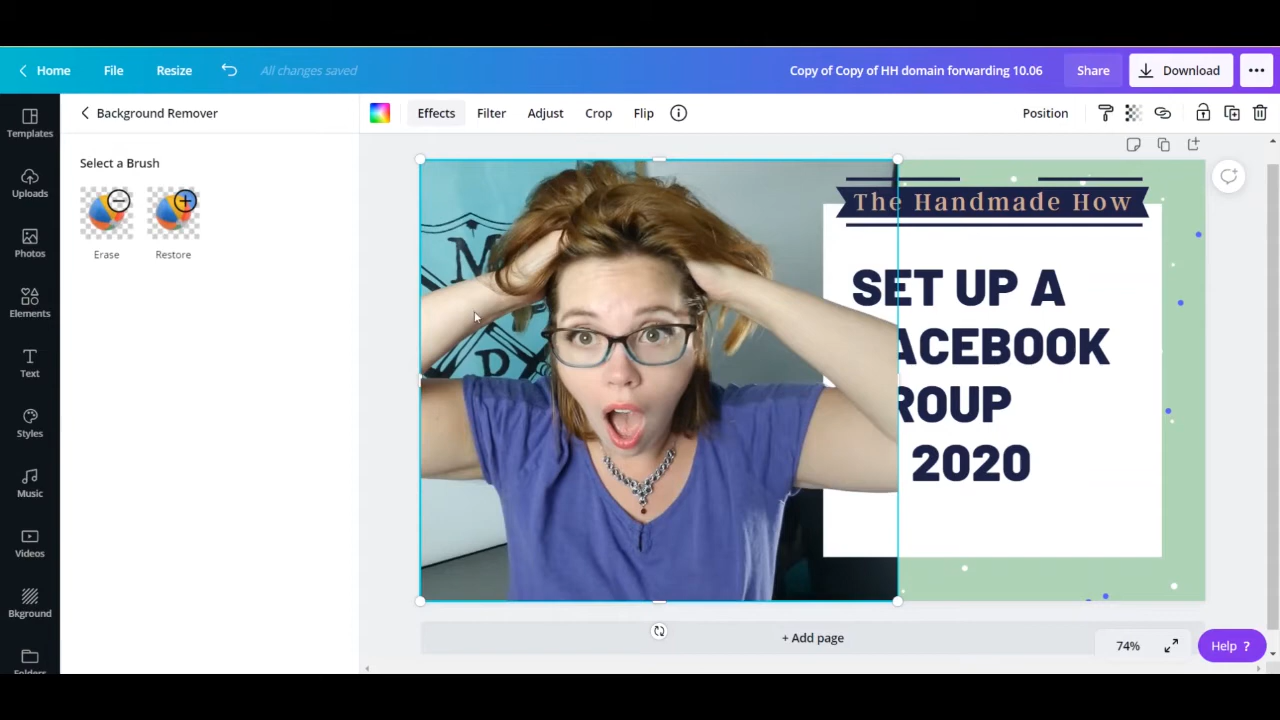 Home
File
Resize
All changes saved
Copy of Copy of HH domain forwarding 10.06
Share
Download
Background Remover
Effects
Filter
Adjust
Crop
Flip
Position
Templates
Uploads
Photos
Elements
Text
Styles
Music
Videos
Bkground
Folders
Select a Brush
Erase
Restore
M
D
The Handmade How
SET UP A
ACEBOOK
ROUP
2020
+ Add page
74%
Help ?